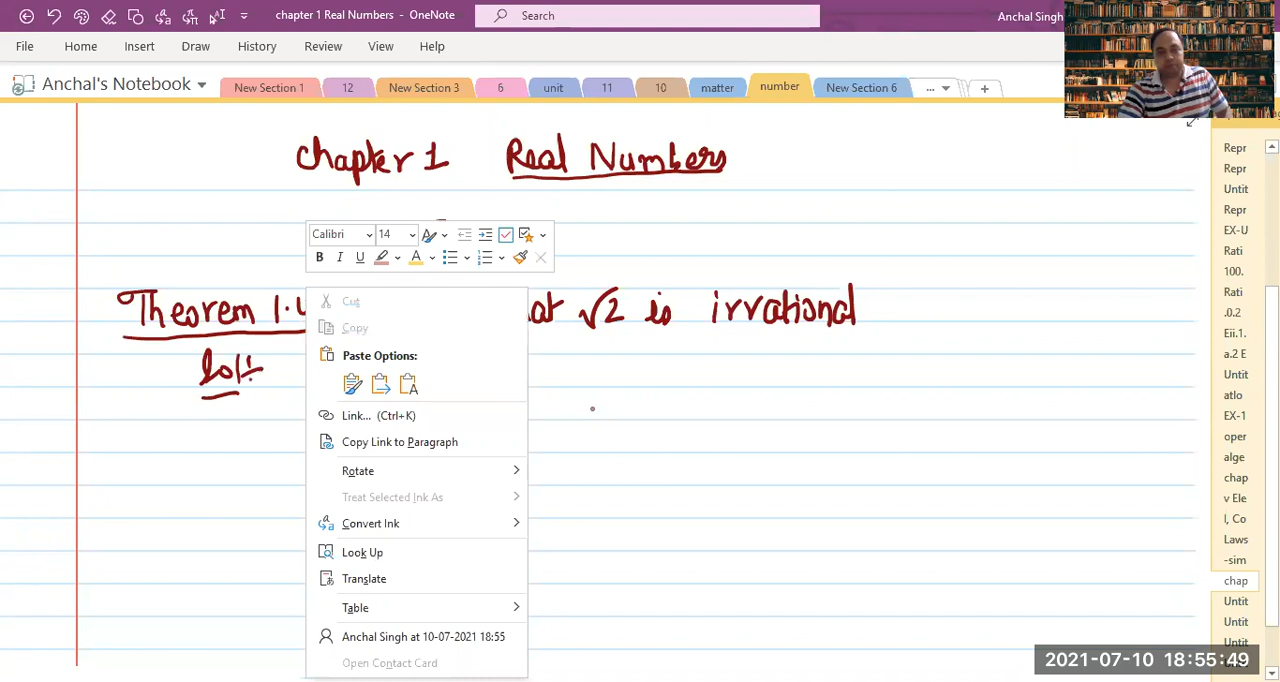 chapter 1 Real Numbers - OneNote
Search
Anchal Singh
File Home Insert Draw History Review View Help
Anchal's Notebook
New Section 1 12 New Section 3 6 unit 11 10 matter number New Section 6 ... +
Chapter 1 Real Numbers
Calibri 14
B I U A
Theorem 1.4 at √2 is irrational
Sol:
Cut
Copy
Paste Options:
Link... (Ctrl+K)
Copy Link to Paragraph
Rotate
Treat Selected Ink As
Convert Ink
Look Up
Translate
Table
Anchal Singh at 10-07-2021 18:55
Open Contact Card
Repr
Repr
Untit
Repr
EX-U
Rati
100.
Rati
.0.2
Eii.1.
a.2 E
Untit
atlo
EX-1
oper
alge
chap
v Ele
l, Co
Laws
-sim
chap
Untit
Untit
Untit
2021-07-10 18:55:49